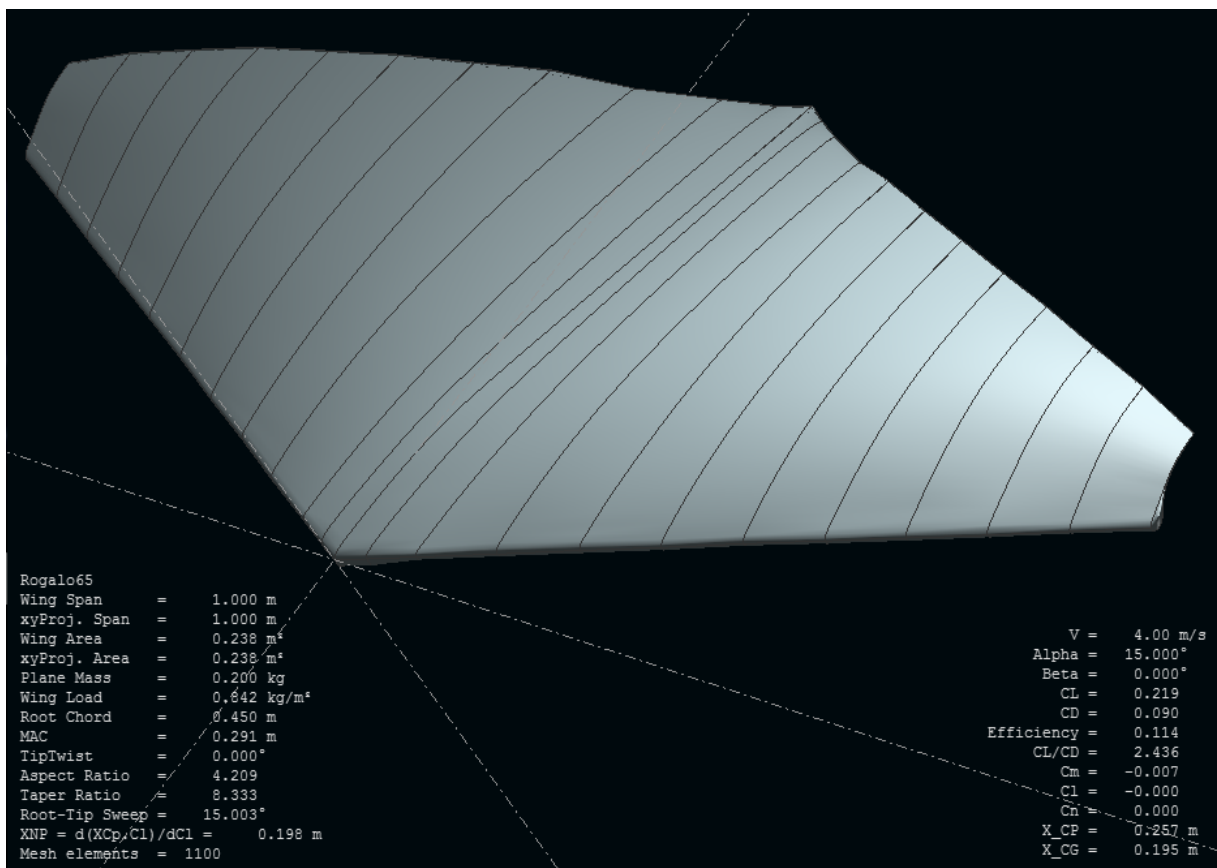 Rogalo65
Wing Span = 1.000 m
xyProj. Span = 1.000 m
Wing Area = 0.238 m²
xyProj. Area = 0.238 m²
Plane Mass = 0.200 kg
Wing Load = 0.842 kg/m²
Root Chord = 0.450 m
MAC = 0.291 m
TipTwist = 0.000°
Aspect Ratio = 4.209
Taper Ratio = 8.333
Root-Tip Sweep = 15.003°
XNP = d(XCp.Cl)/dCl = 0.198 m
Mesh elements = 1100
V = 4.00 m/s
Alpha = 15.000°
Beta = 0.000°
CL = 0.219
CD = 0.090
Efficiency = 0.114
CL/CD = 2.436
Cm = -0.007
Cl = -0.000
Cn = 0.000
X_CP = 0.257 m
X_CG = 0.195 m